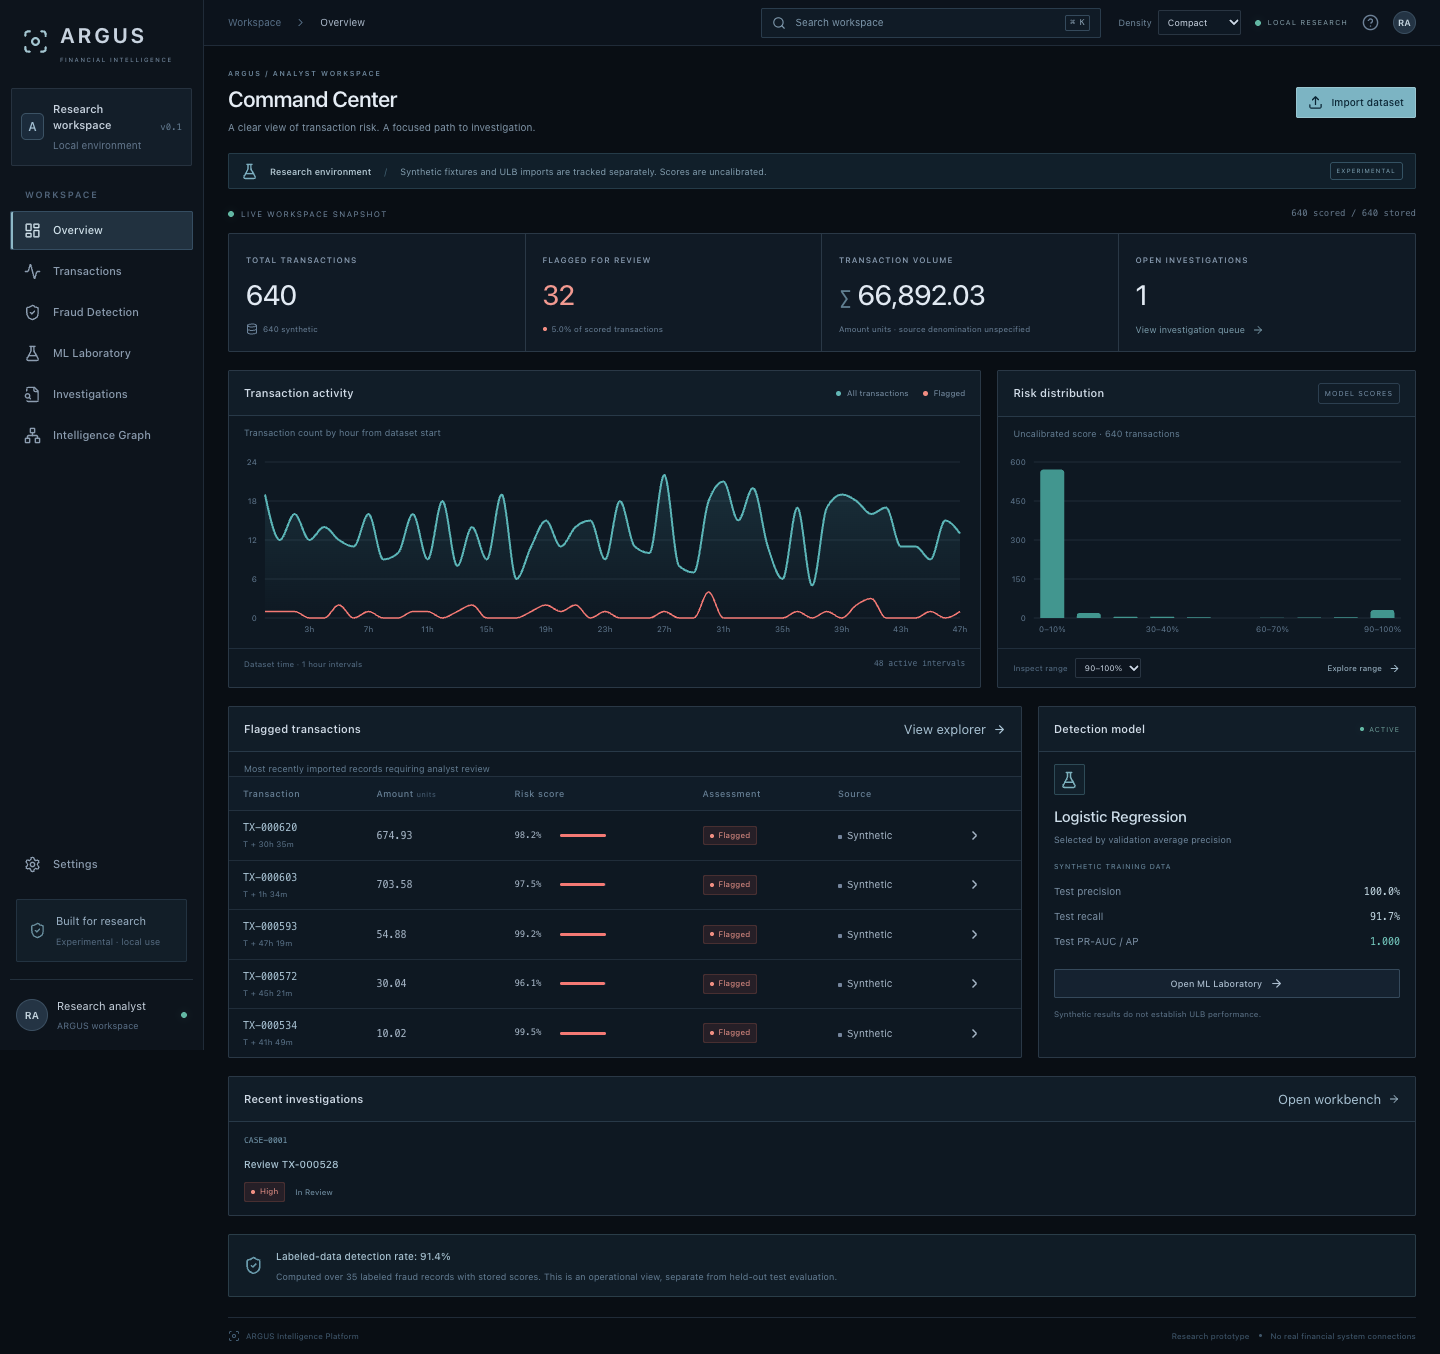 ARGUS
FINANCIAL INTELLIGENCE
A
Research workspace
v0.1
Local environment
WORKSPACE
Overview
Transactions
Fraud Detection
ML Laboratory
Investigations
Intelligence Graph
Settings
Built for research
Experimental · local use
RA
Research analyst
ARGUS workspace
Workspace > Overview
Search workspace
⌘ K
Density
Compact
LOCAL RESEARCH
RA
ARGUS / ANALYST WORKSPACE
Command Center
A clear view of transaction risk. A focused path to investigation.
Import dataset
Research environment / Synthetic fixtures and ULB imports are tracked separately. Scores are uncalibrated.
EXPERIMENTAL
LIVE WORKSPACE SNAPSHOT
640 scored / 640 stored
TOTAL TRANSACTIONS
640
640 synthetic
FLAGGED FOR REVIEW
32
5.0% of scored transactions
TRANSACTION VOLUME
∑ 66,892.03
Amount units · source denomination unspecified
OPEN INVESTIGATIONS
1
View investigation queue
Transaction activity
All transactions
Flagged
Transaction count by hour from dataset start
24
18
12
6
0
3h 7h 11h 15h 19h 23h 27h 31h 35h 39h 43h 47h
Dataset time · 1 hour intervals
48 active intervals
Risk distribution
MODEL SCORES
Uncalibrated score · 640 transactions
600
450
300
150
0
0–10% 30–40% 60–70% 90–100%
Inspect range
90–100%
Explore range
Flagged transactions
View explorer
Most recently imported records requiring analyst review
Transaction Amount units Risk score Assessment Source
TX-000620 674.93 98.2% Flagged Synthetic
T + 30h 35m
TX-000603 703.58 97.5% Flagged Synthetic
T + 1h 34m
TX-000593 54.88 99.2% Flagged Synthetic
T + 47h 19m
TX-000572 30.04 96.1% Flagged Synthetic
T + 45h 21m
TX-000534 10.02 99.5% Flagged Synthetic
T + 41h 49m
Detection model
ACTIVE
Logistic Regression
Selected by validation average precision
SYNTHETIC TRAINING DATA
Test precision 100.0%
Test recall 91.7%
Test PR-AUC / AP 1.000
Open ML Laboratory
Synthetic results do not establish ULB performance.
Recent investigations
Open workbench
CASE-0001
Review TX-000528
High
In Review
Labeled-data detection rate: 91.4%
Computed over 35 labeled fraud records with stored scores. This is an operational view, separate from held-out test evaluation.
ARGUS Intelligence Platform
Research prototype • No real financial system connections